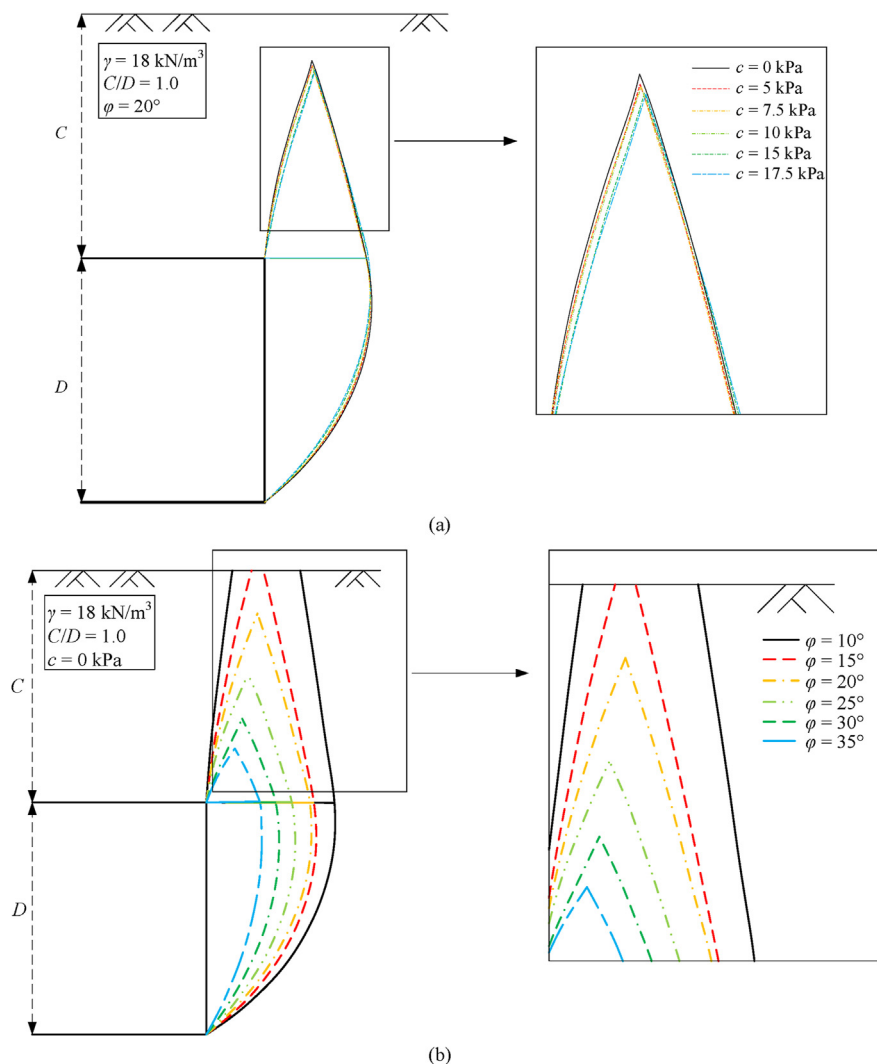 γ = 18 kN/m³
C/D = 1.0
φ = 20°
C
D
c = 0 kPa
c = 5 kPa
c = 7.5 kPa
c = 10 kPa
c = 15 kPa
c = 17.5 kPa
(a)
γ = 18 kN/m³
C/D = 1.0
c = 0 kPa
C
D
φ = 10°
φ = 15°
φ = 20°
φ = 25°
φ = 30°
φ = 35°
(b)